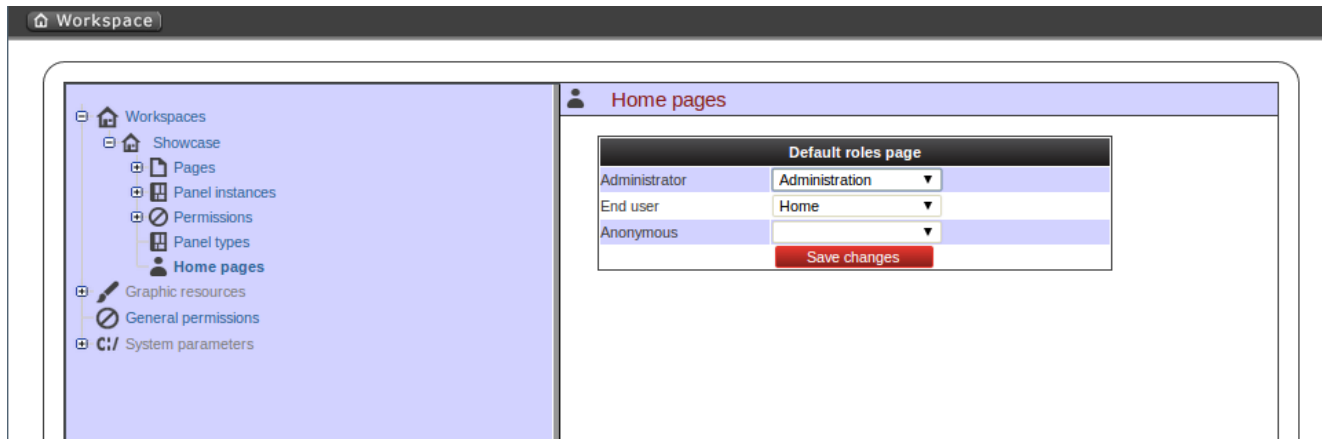 Workspace
Workspaces
Showcase
Pages
Panel instances
Permissions
Panel types
Home pages
Graphic resources
General permissions
C:/ System parameters
Home pages
Default roles page
Administrator Administration
End user Home
Anonymous
Save changes